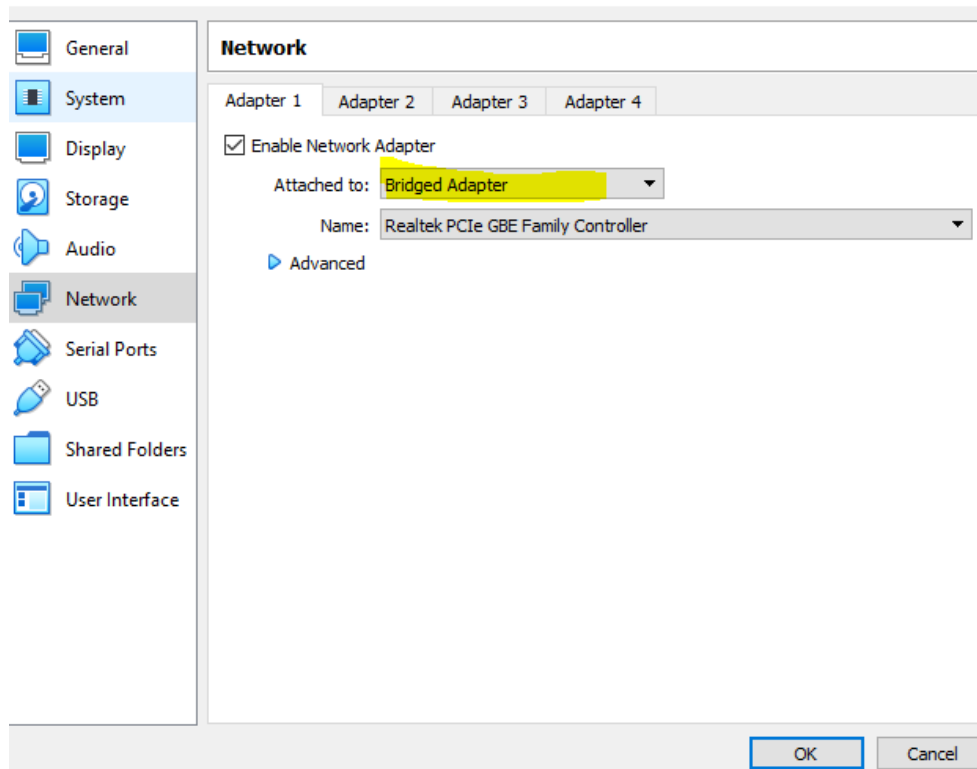 General
System
Display
Storage
Audio
Network
Serial Ports
USB
Shared Folders
User Interface
Network
Adapter 1 Adapter 2 Adapter 3 Adapter 4
Enable Network Adapter
Attached to: Bridged Adapter
Name: Realtek PCIe GBE Family Controller
Advanced
OK Cancel